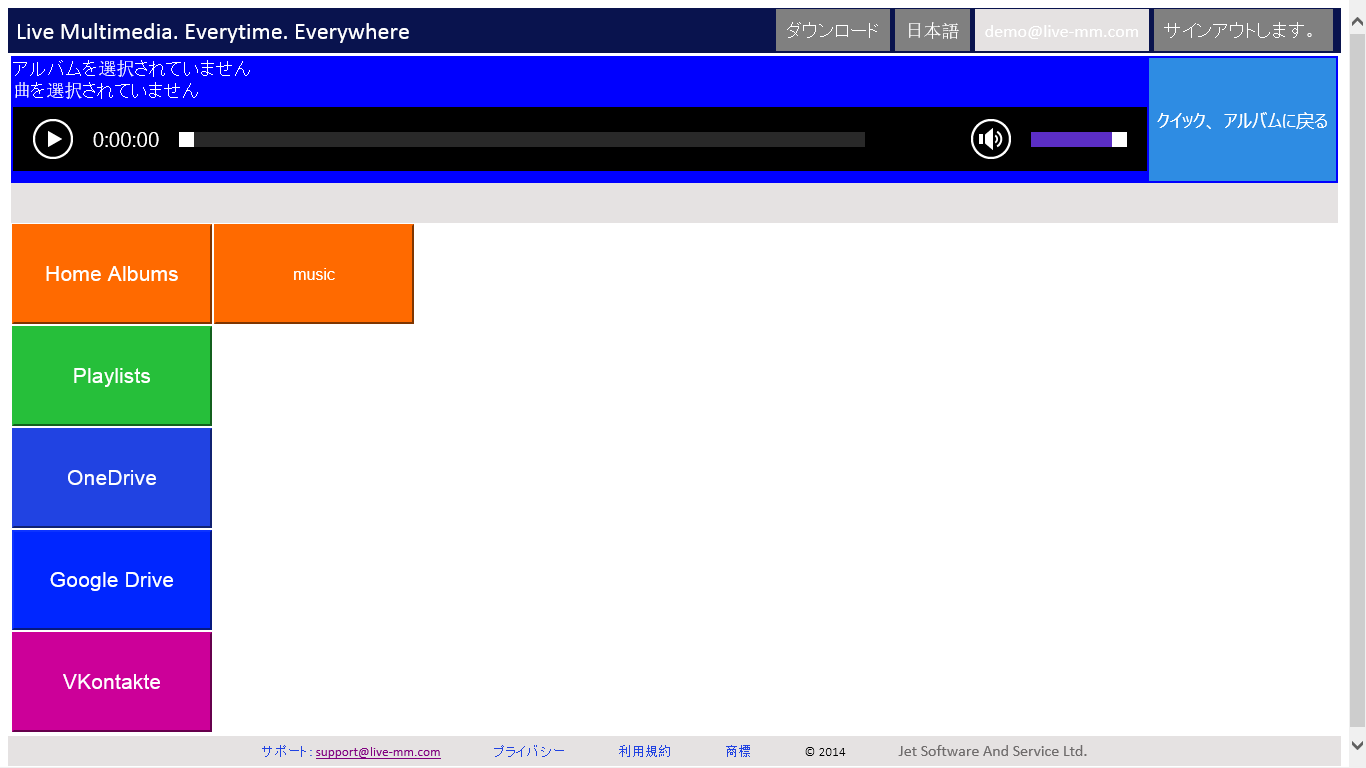 Live Multimedia. Everytime. Everywhere
ダウンロード
日本語
demo@live-mm.com
サインアウトします。
アルバムを選択されていません
曲を選択されていません
0:00:00
クイック、アルバムに戻る
Home Albums
music
Playlists
OneDrive
Google Drive
VKontakte
サポート: support@live-mm.com
プライバシー
利用規約
商標
© 2014
Jet Software And Service Ltd.